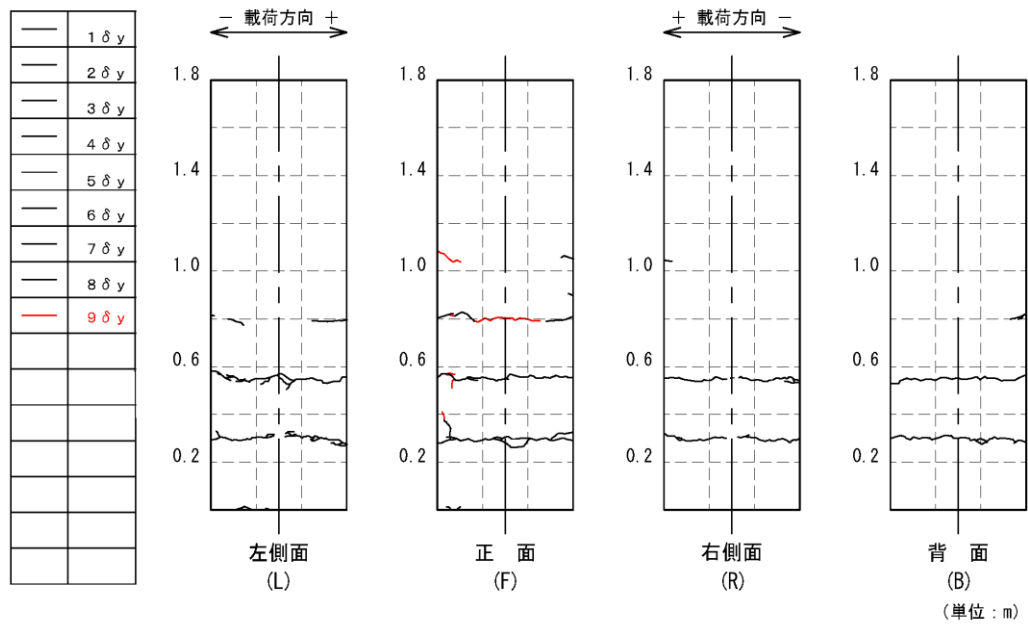 1δy
2δy
3δy
4δy
5δy
6δy
7δy
8δy
9δy
− 載荷方向 +
1.8
1.4
1.0
0.6
0.2
左側面
(L)
1.8
1.4
1.0
0.6
0.2
正 面
(F)
+ 載荷方向 −
1.8
1.4
1.0
0.6
0.2
右側面
(R)
1.8
1.4
1.0
0.6
0.2
背 面
(B)
(単位:m)